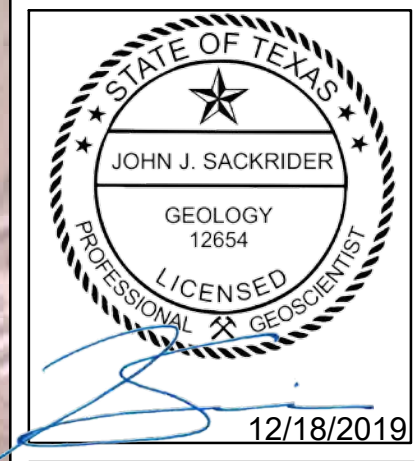 STATE OF TEXAS
JOHN J. SACKRIDER
GEOLOGY
12654
LICENSED
PROFESSIONAL GEOSCIENTIST
12/18/2019